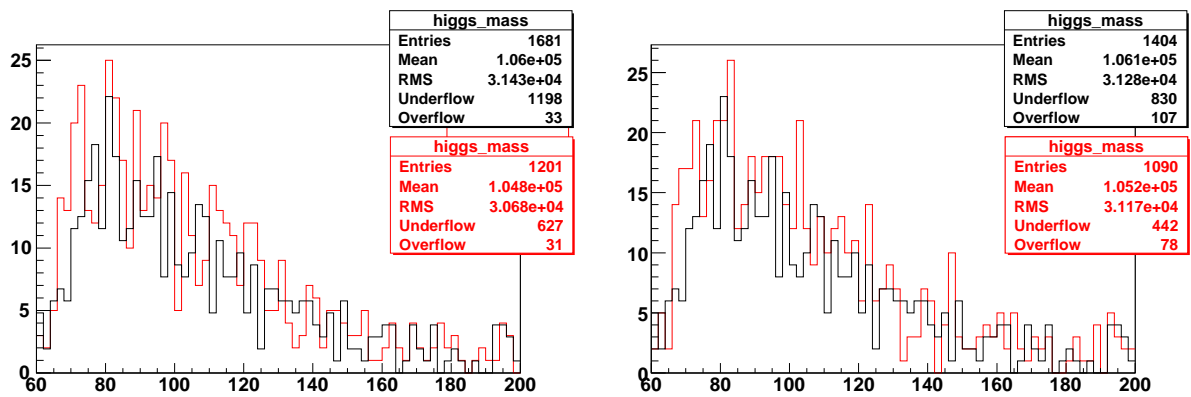 higgs_mass
Entries 1681
Mean 1.06e+05
RMS 3.143e+04
Underflow 1198
Overflow 33
higgs_mass
Entries 1201
Mean 1.048e+05
RMS 3.068e+04
Underflow 627
Overflow 31
25
20
15
10
5
0
60 80 100 120 140 160 180 200
higgs_mass
Entries 1404
Mean 1.061e+05
RMS 3.128e+04
Underflow 830
Overflow 107
higgs_mass
Entries 1090
Mean 1.052e+05
RMS 3.117e+04
Underflow 442
Overflow 78
25
20
15
10
5
0
60 80 100 120 140 160 180 200